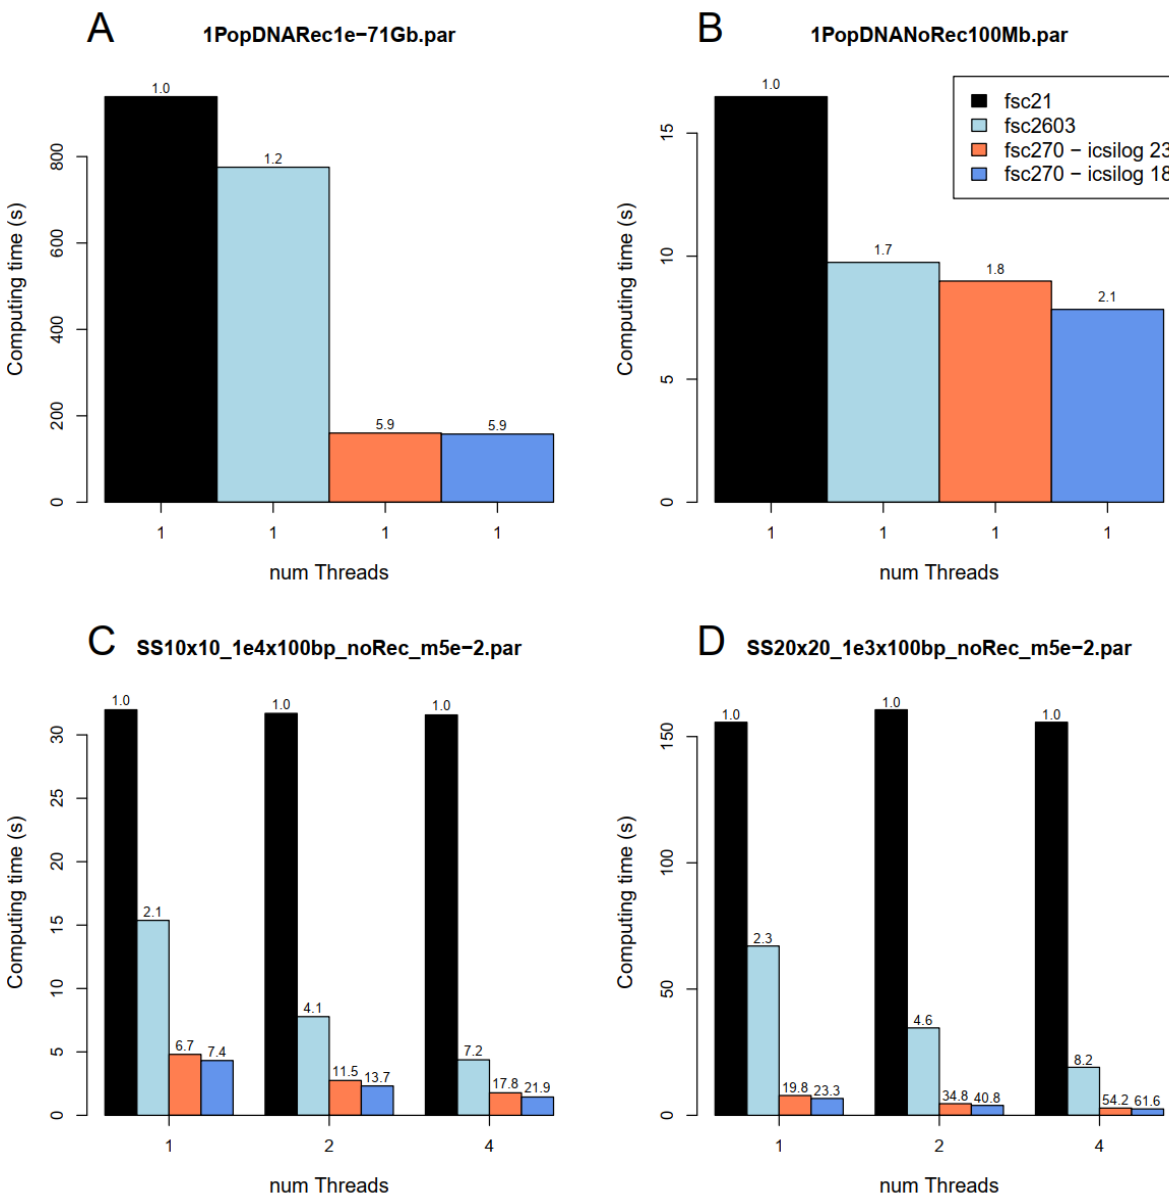 A 1PopDNARec1e−71Gb.par
Computing time (s)
0 200 400 600 800
1.0 1.2 5.9 5.9
1 1 1 1
num Threads
B 1PopDNANoRec100Mb.par
fsc21
fsc2603
fsc270 − icsilog 23
fsc270 − icsilog 18
Computing time (s)
0 5 10 15
1.0 1.7 1.8 2.1
1 1 1 1
num Threads
C SS10x10_1e4x100bp_noRec_m5e−2.par
Computing time (s)
0 5 10 15 20 25 30
1.0 2.1 6.7 7.4
1.0 4.1 11.5 13.7
1.0 7.2 17.8 21.9
1 2 4
num Threads
D SS20x20_1e3x100bp_noRec_m5e−2.par
Computing time (s)
0 50 100 150
1.0 2.3 19.8 23.3
1.0 4.6 34.8 40.8
1.0 8.2 54.2 61.6
1 2 4
num Threads